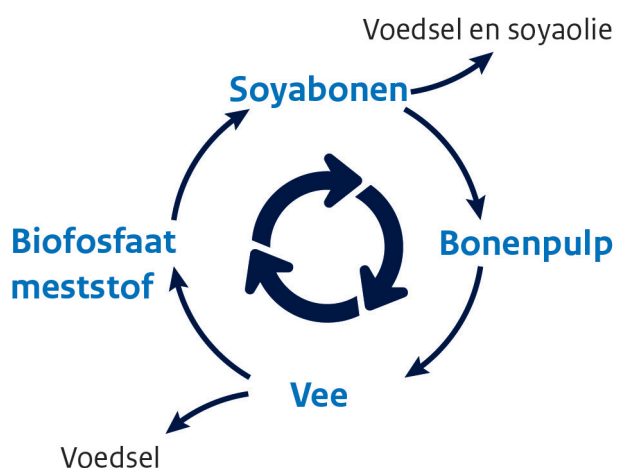 Voedsel en soyaolie
Soyabonen
Biofosfaat
meststof
Bonenpulp
Vee
Voedsel